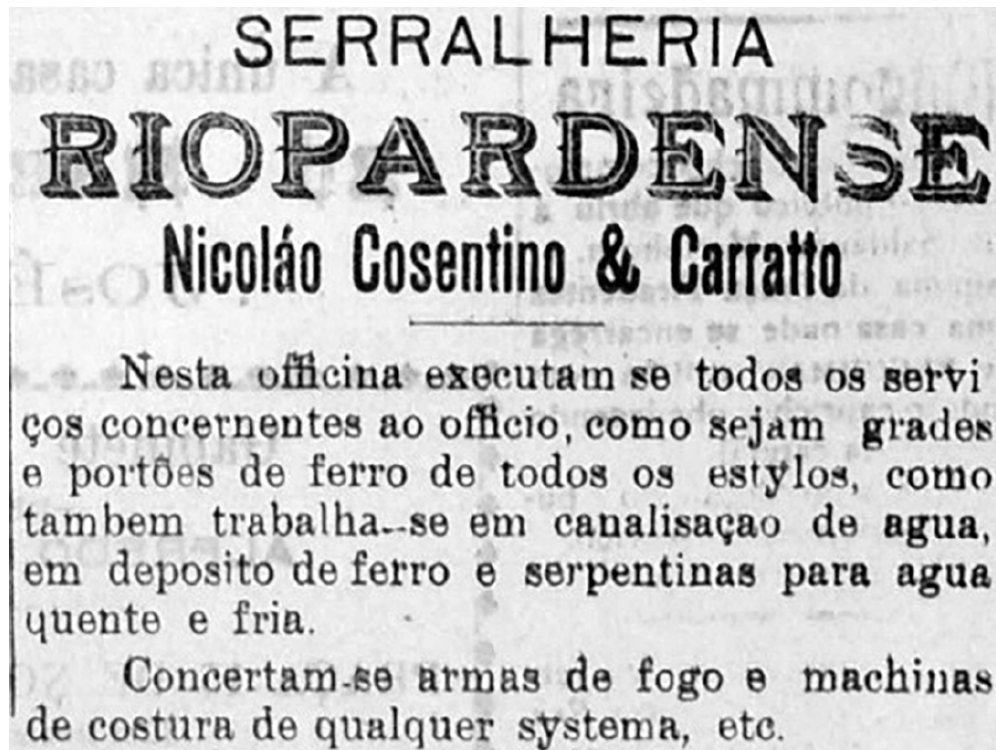 SERRALHERIA
RIOPARDENSE
Nicoláo Cosentino & Carratto
Nesta officina executam se todos os servi
ços concernentes ao officio, como sejam grades
e portões de ferro de todos os estylos, como
tambem trabalha-se em canalisaçao de agua,
em deposito de ferro e serpentinas para agua
quente e fria.
Concertam-se armas de fogo e machinas
de costura de qualquer systema, etc.